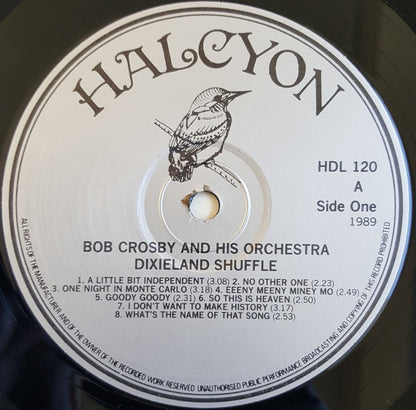 HALCYON
HDL 120
A
Side One
1989
BOB CROSBY AND HIS ORCHESTRA
DIXIELAND SHUFFLE
1. A LITTLE BIT INDEPENDENT (3.08) 2. NO OTHER ONE (2.23)
3. ONE NIGHT IN MONTE CARLO (3.18) 4. EEENY MEENY MINEY MO (2.49)
8. GOODY GOODY (2.31) 6. SO THIS IS HEAVEN (2.50)
7. I DON'T WANT TO MAKE HISTORY (3.17)
8. WHAT'S THE NAME OF THAT SONG (2.53)
ALL RIGHTS OF THE MANUFACTURER AND OF THE OWNER OF THE RECORDED WORK RESERVED UNAUTHORISED PUBLIC PERFORMANCE BROADCASTING AND COPYING OF THIS RECORD PROHIBITED